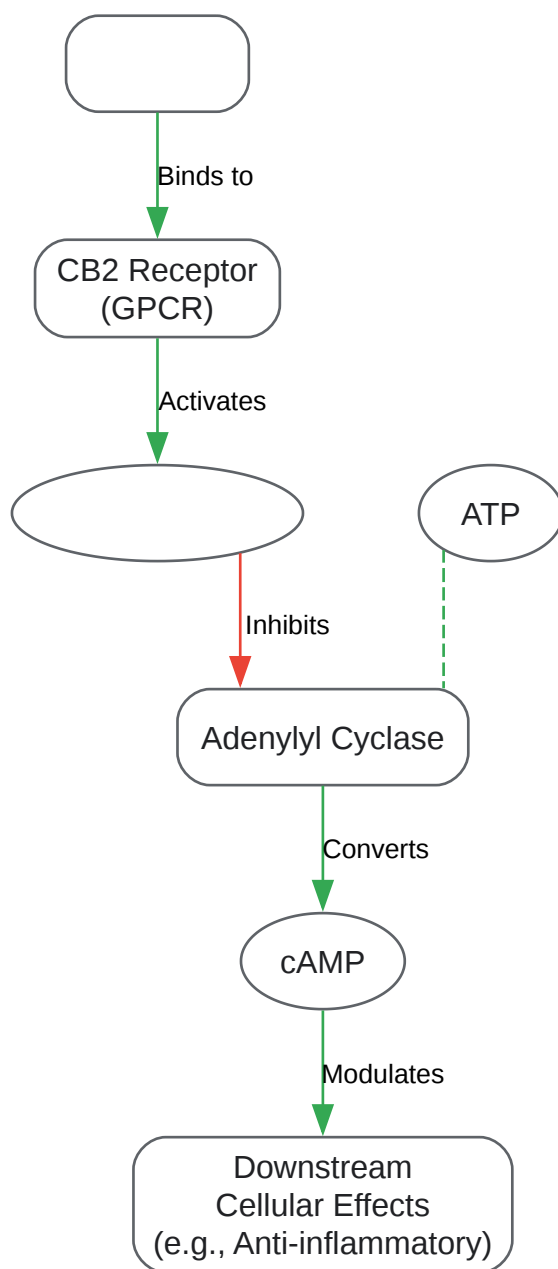 Binds to
CB2 Receptor
(GPCR)
Activates
ATP
Inhibits
Adenylyl Cyclase
Converts
cAMP
Modulates
Downstream
Cellular Effects
(e.g., Anti-inflammatory)